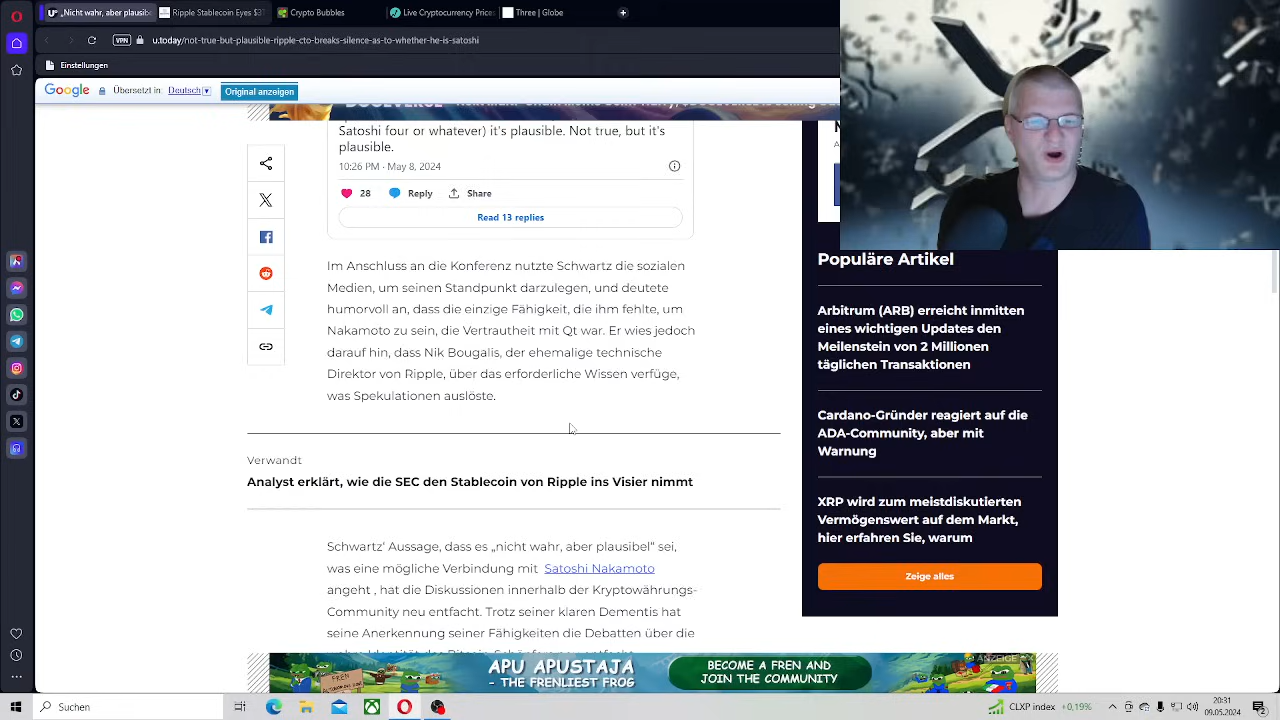 „Nicht wahr, aber plausibel
Ripple Stablecoin Eyes $3
Crypto Bubbles
Live Cryptocurrency Prices
Three | Globe
VPN
u.today/not-true-but-plausible-ripple-cto-breaks-silence-as-to-whether-he-is-satoshi
Einstellungen
Google
Übersetzt in: Deutsch
Original anzeigen
Satoshi four or whatever) it's plausible. Not true, but it's
plausible.
10:26 PM · May 8, 2024
28 Reply Share
Read 13 replies
Im Anschluss an die Konferenz nutzte Schwartz die sozialen
Medien, um seinen Standpunkt darzulegen, und deutete
humorvoll an, dass die einzige Fähigkeit, die ihm fehlte, um
Nakamoto zu sein, die Vertrautheit mit Qt war. Er wies jedoch
darauf hin, dass Nik Bougalis, der ehemalige technische
Direktor von Ripple, über das erforderliche Wissen verfüge,
was Spekulationen auslöste.
Verwandt
Analyst erklärt, wie die SEC den Stablecoin von Ripple ins Visier nimmt
Schwartz' Aussage, dass es „nicht wahr, aber plausibel" sei,
was eine mögliche Verbindung mit Satoshi Nakamoto
angeht , hat die Diskussionen innerhalb der Kryptowährungs-
Community neu entfacht. Trotz seiner klaren Dementis hat
seine Anerkennung seiner Fähigkeiten die Debatten über die
Populäre Artikel
Arbitrum (ARB) erreicht inmitten
eines wichtigen Updates den
Meilenstein von 2 Millionen
täglichen Transaktionen
Cardano-Gründer reagiert auf die
ADA-Community, aber mit
Warnung
XRP wird zum meistdiskutierten
Vermögenswert auf dem Markt,
hier erfahren Sie, warum
Zeige alles
APU APUSTAJA
- THE FRENLIEST FROG
BECOME A FREN AND
JOIN THE COMMUNITY
ANZEIGE
Suchen
CLXP index +0,19%
20:31
09.05.2024